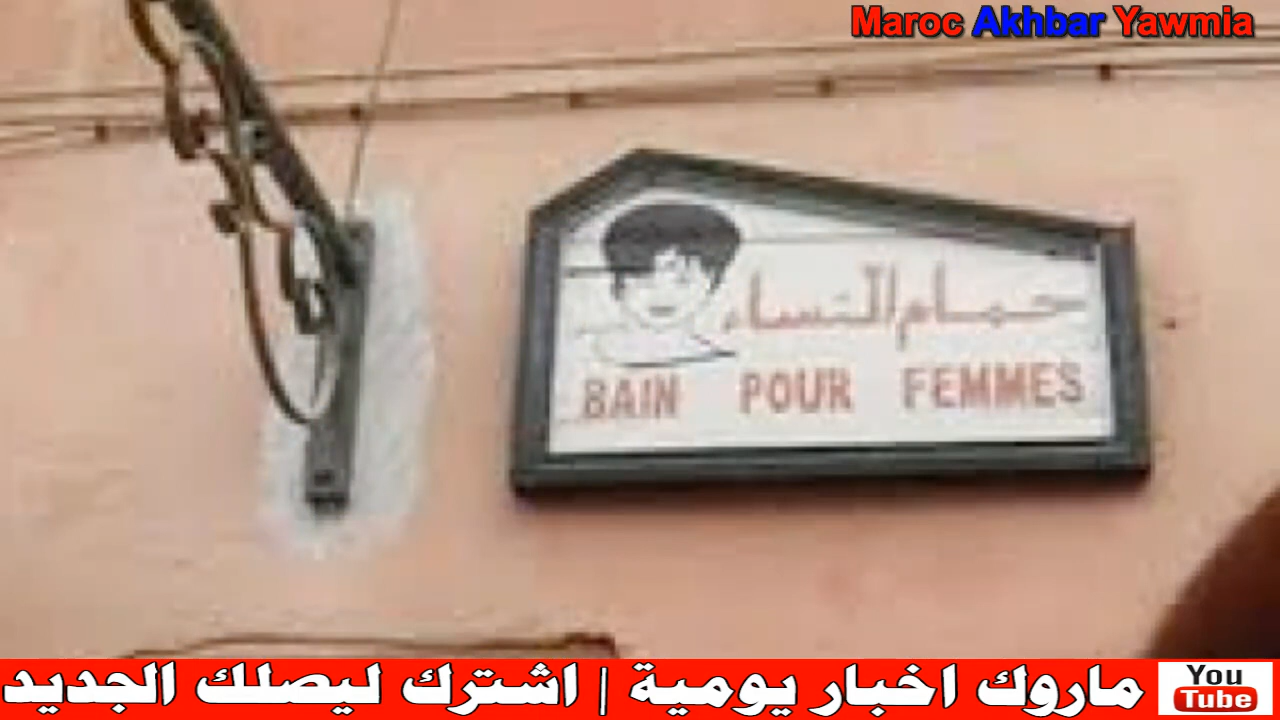 Maroc Akhbar Yawmia
حمام النساء
BAIN POUR FEMMES
ماروك اخبار يومية | اشترك ليصلك الجديد
You
Tube